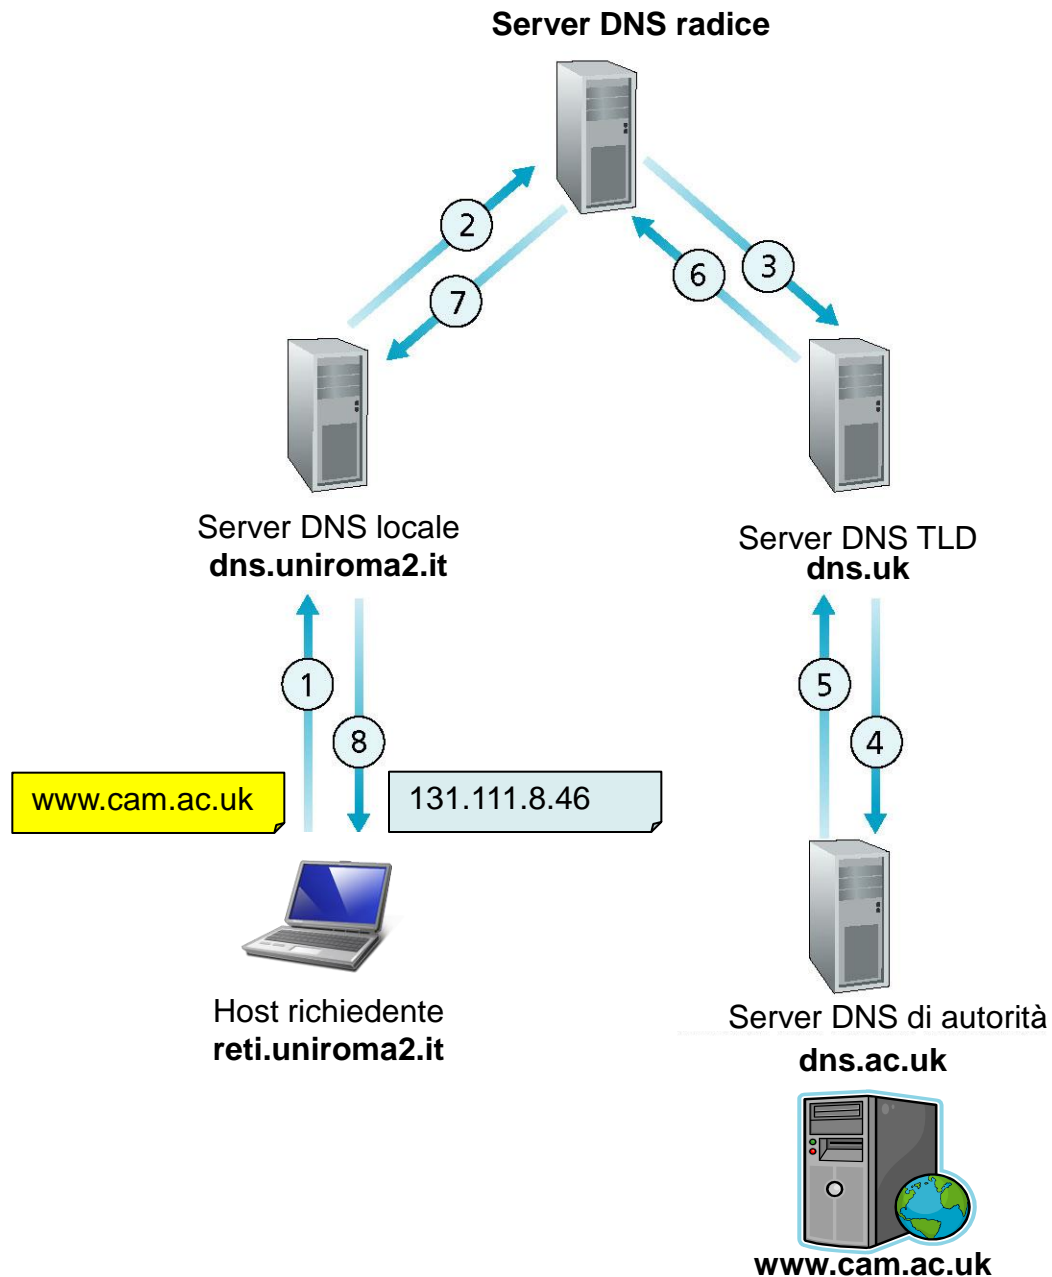 Server DNS radice
2
7
6
3
Server DNS locale
dns.uniroma2.it
Server DNS TLD
dns.uk
1
8
5
4
www.cam.ac.uk
131.111.8.46
Host richiedente
reti.uniroma2.it
Server DNS di autorità
dns.ac.uk
www.cam.ac.uk